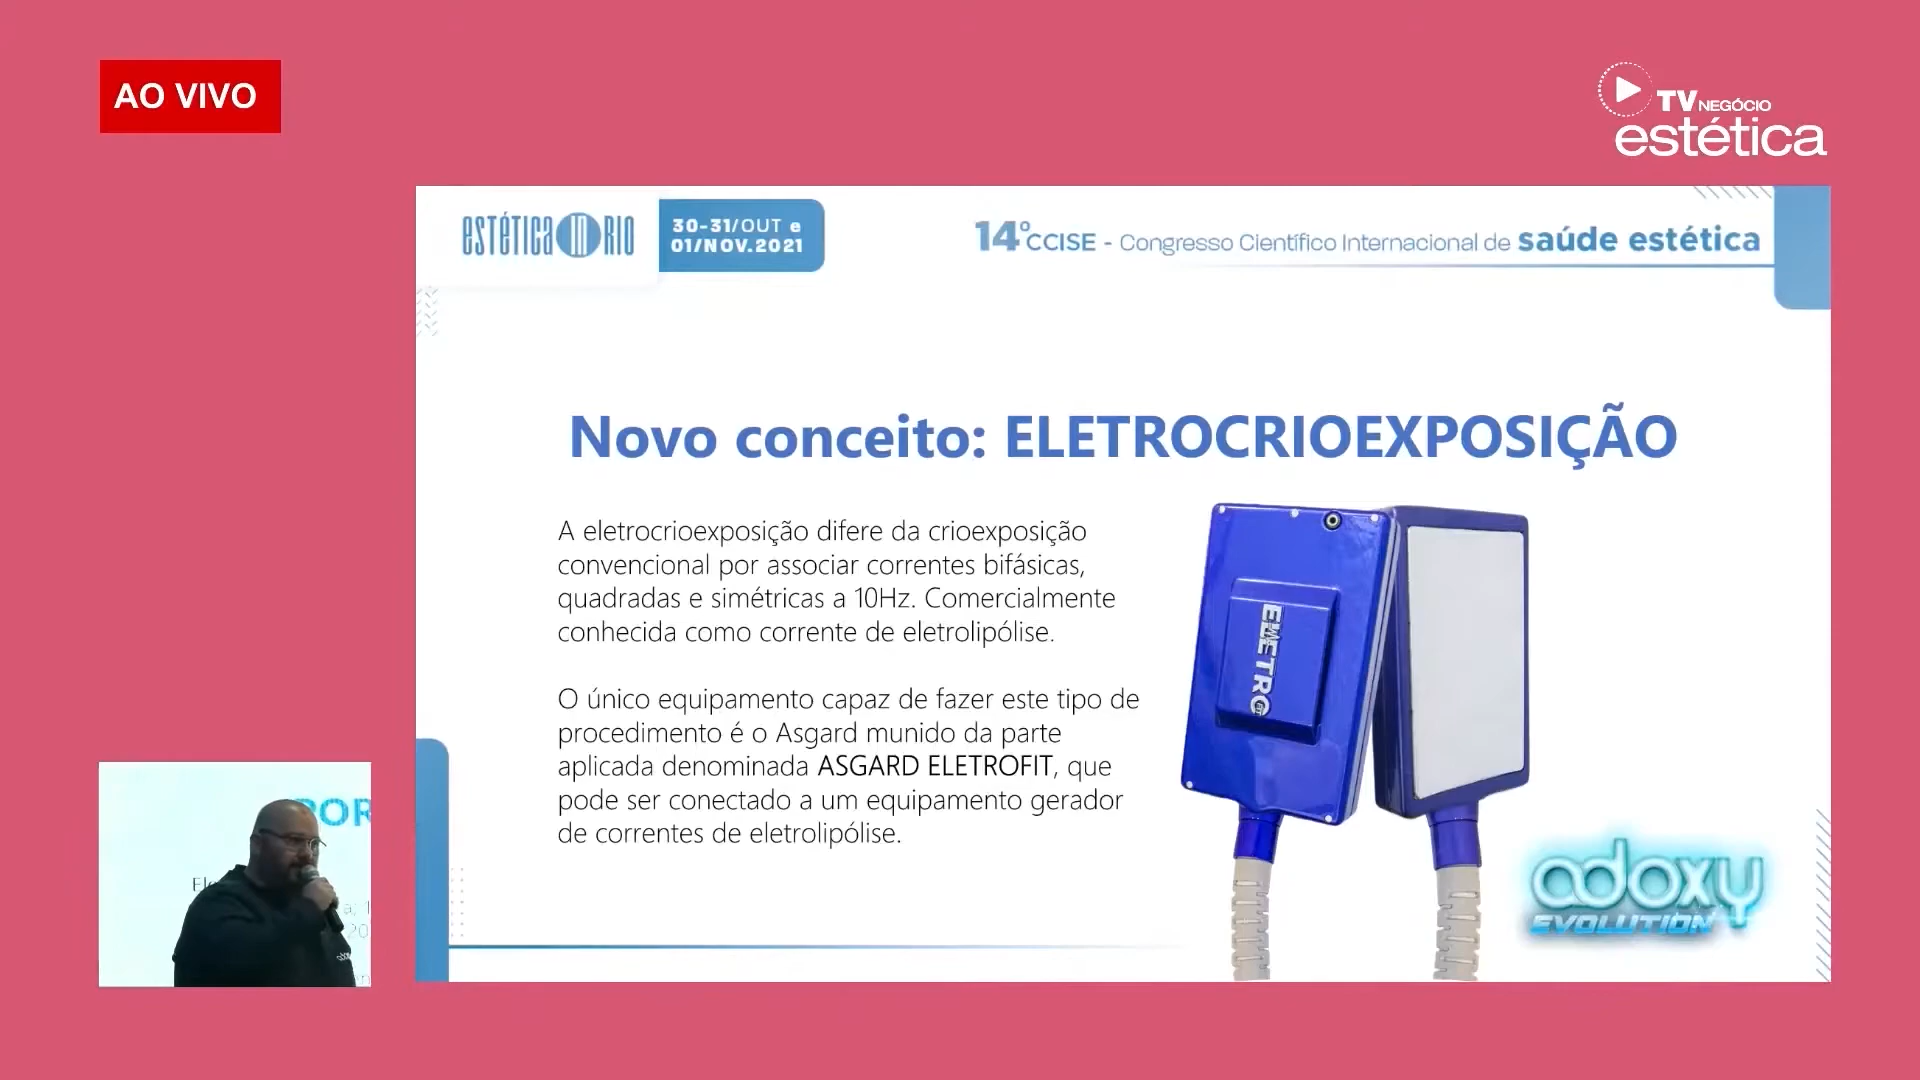 AO VIVO
TV NEGÓCIO
estética
ESTÉTICA IN RIO
30-31/OUT e
01/NOV.2021
14ºCCISE - Congresso Científico Internacional de saúde estética
Novo conceito: ELETROCRIOEXPOSIÇÃO
A eletrocrioexposição difere da crioexposição
convencional por associar correntes bifásicas,
quadradas e simétricas a 10Hz. Comercialmente
conhecida como corrente de eletrolipólise.
O único equipamento capaz de fazer este tipo de
procedimento é o Asgard munido da parte
aplicada denominada ASGARD ELETROFIT, que
pode ser conectado a um equipamento gerador
de correntes de eletrolipólise.
adoxy
EVOLUTION